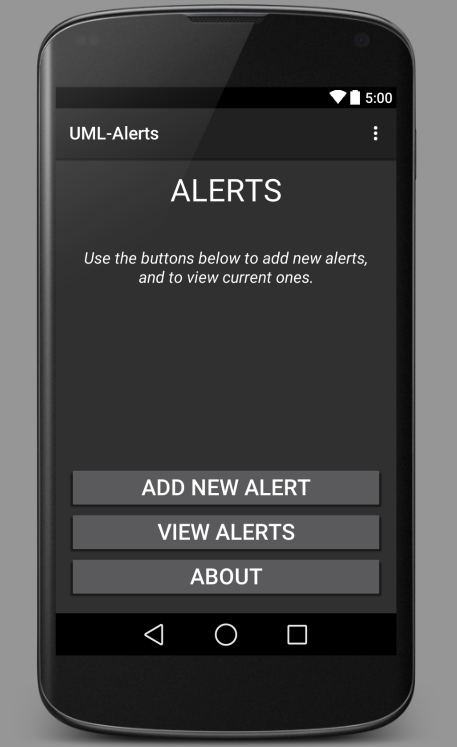 5:00
UML-Alerts
ALERTS
Use the buttons below to add new alerts,
and to view current ones.
ADD NEW ALERT
VIEW ALERTS
ABOUT